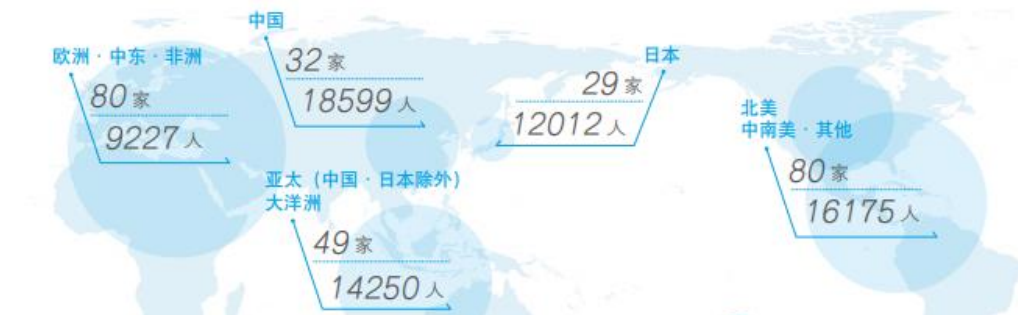 中国
32家
18599人
欧洲·中东·非洲
80家
9227人
日本
29家
12012人
北美
中南美·其他
80家
16175人
亚太（中国·日本除外）
大洋洲
49家
14250人